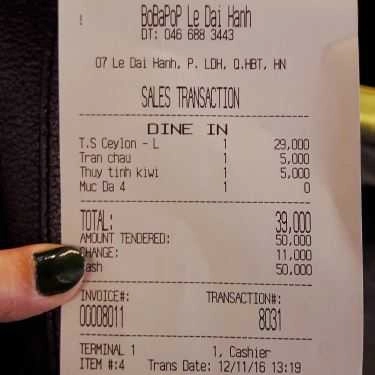 BoBaPoP Le Dai Hanh
DT: 046 688 3443
07 Le Dai Hanh, P. LDH, Q.HBT, HN
SALES TRANSACTION
DINE IN
T.S Ceylon - L 1 29,000
Tran chau 1 5,000
Thuy tinh kiwi 1 5,000
Muc Da 4 1 0
TOTAL: 39,000
AMOUNT TENDERED: 50,000
CHANGE: 11,000
ash 50,000
INVOICE#: TRANSACTION#:
00008011 8031
TERMINAL 1 1, Cashier
ITEM #:4 Trans Date: 12/11/16 13:19